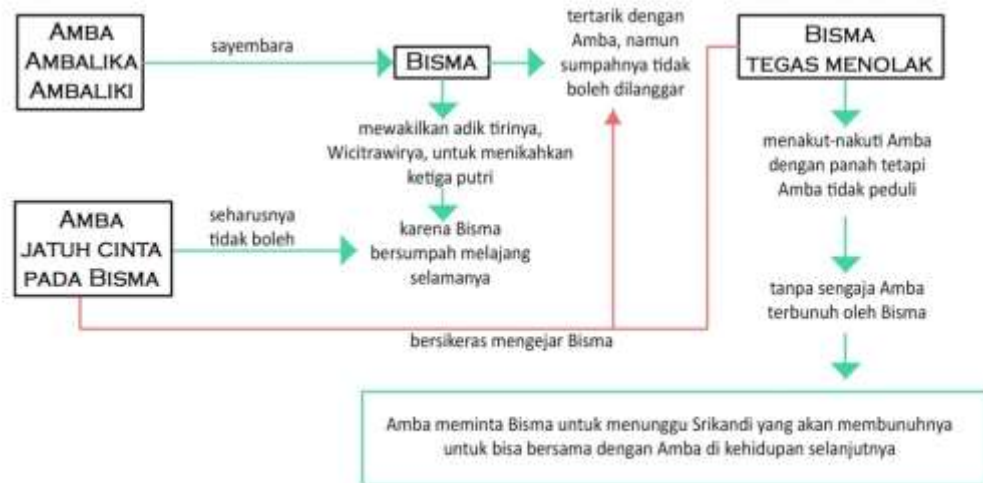 AMBA
AMBALIKA
AMBALIKI
sayembara
BISMA
tertarik dengan
Amba, namun
sumpahnya tidak
boleh dilanggar
BISMA
TEGAS MENOLAK
mewakilkan adik tirinya,
Wicitrawirya, untuk menikahkan
ketiga putri
menakut-nakuti Amba
dengan panah tetapi
Amba tidak peduli
AMBA
JATUH CINTA
PADA BISMA
seharusnya
tidak boleh
karena Bisma
bersumpah melajang
selamanya
tanpa sengaja Amba
terbunuh oleh Bisma
bersikeras mengejar Bisma
Amba meminta Bisma untuk menunggu Srikandi yang akan membunuhnya
untuk bisa bersama dengan Amba di kehidupan selanjutnya